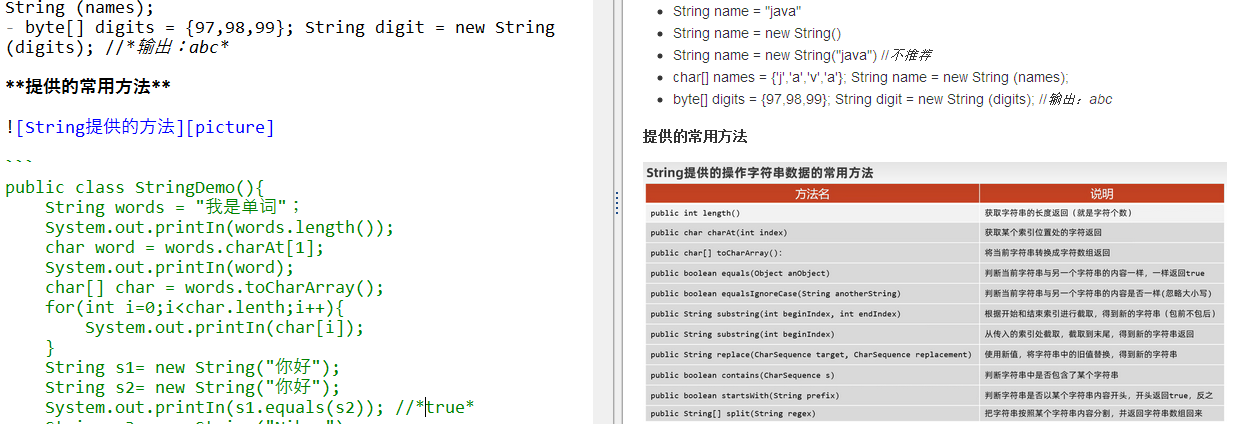 String (names);
- byte[] digits = {97,98,99}; String digit = new String
(digits); //*输出：abc*
**提供的常用方法**
![String提供的方法][picture]
```
public class StringDemo(){
String words = "我是单词"；
System.out.printIn(words.length());
char word = words.charAt[1];
System.out.printIn(word);
char[] char = words.toCharArray();
for(int i=0;i<char.lenth;i++){
System.out.printIn(char[i]);
}
String s1= new String("你好");
String s2= new String("你好");
System.out.printIn(s1.equals(s2)); //*true*
String name = "java"
String name = new String()
String name = new String("java") //不推荐
char[] names = {'j','a','v','a'}; String name = new String (names);
byte[] digits = {97,98,99}; String digit = new String (digits); //输出：abc
提供的常用方法
String提供的操作字符串数据的常用方法
方法名 说明
public int length() 获取字符串的长度返回（就是字符个数）
public char charAt(int index) 获取某个索引位置处的字符返回
public char[] toCharArray(): 将当前字符串转换成字符数组返回
public boolean equals(Object anObject) 判断当前字符串与另一个字符串的内容一样，一样返回true
public boolean equalsIgnoreCase(String anotherString) 判断当前字符串与另一个字符串的内容是否一样(忽略大小写)
public String substring(int beginIndex, int endIndex) 根据开始和结束索引进行截取，得到新的字符串（包前不包后）
public String substring(int beginIndex) 从传入的索引处截取，截取到末尾，得到新的字符串返回
public String replace(CharSequence target, CharSequence replacement) 使用新值，将字符串中的旧值替换，得到新的字符串
public boolean contains(CharSequence s) 判断字符串中是否包含了某个字符串
public boolean startsWith(String prefix) 判断字符串是否以某个字符串内容开头，开头返回true，反之
public String[] split(String regex) 把字符串按照某个字符串内容分割，并返回字符串数组回来